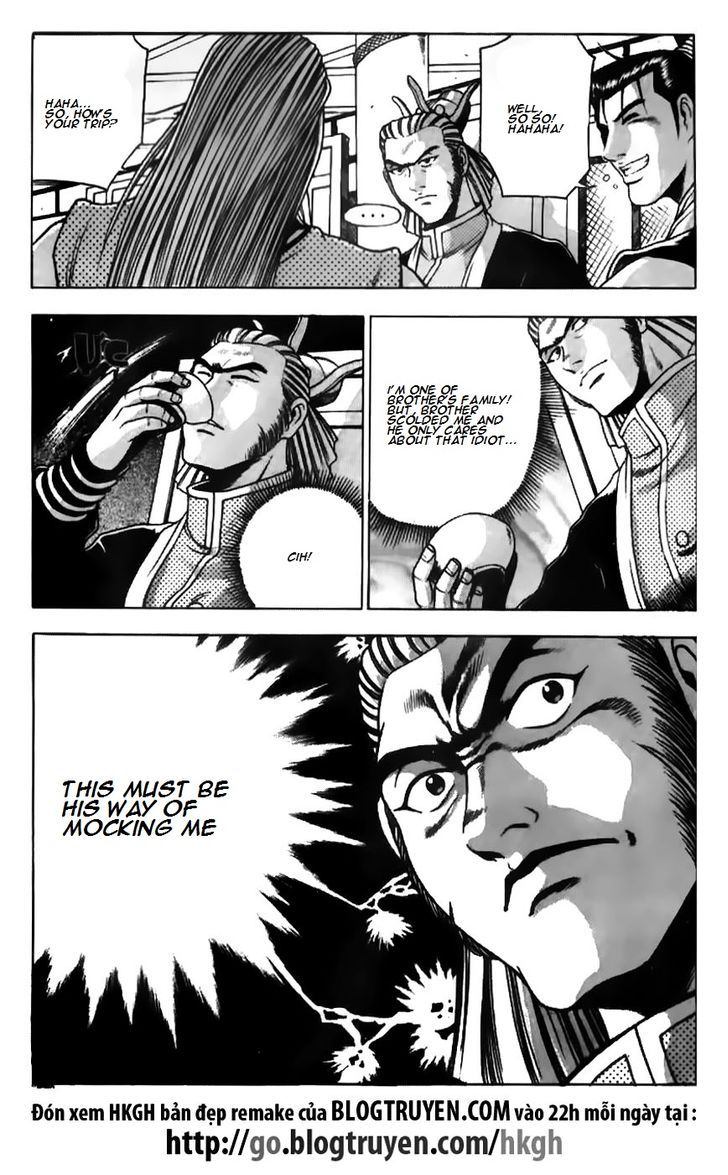 HAHA...
SO, HOW'S
YOUR TRIP?
WELL,
SO SO!
HAHAHA!
...
ỰC
CIH!
I'M ONE OF
BROTHER'S FAMILY!
BUT, BROTHER
SCOLDED ME AND
HE ONLY CARES
ABOUT THAT IDIOT...
THIS MUST BE
HIS WAY OF
MOCKING ME
Đón xem HKGH bản đẹp remake của BLOGTRUYEN.COM vào 22h mỗi ngày tại :
http://go.blogtruyen.com/hkgh